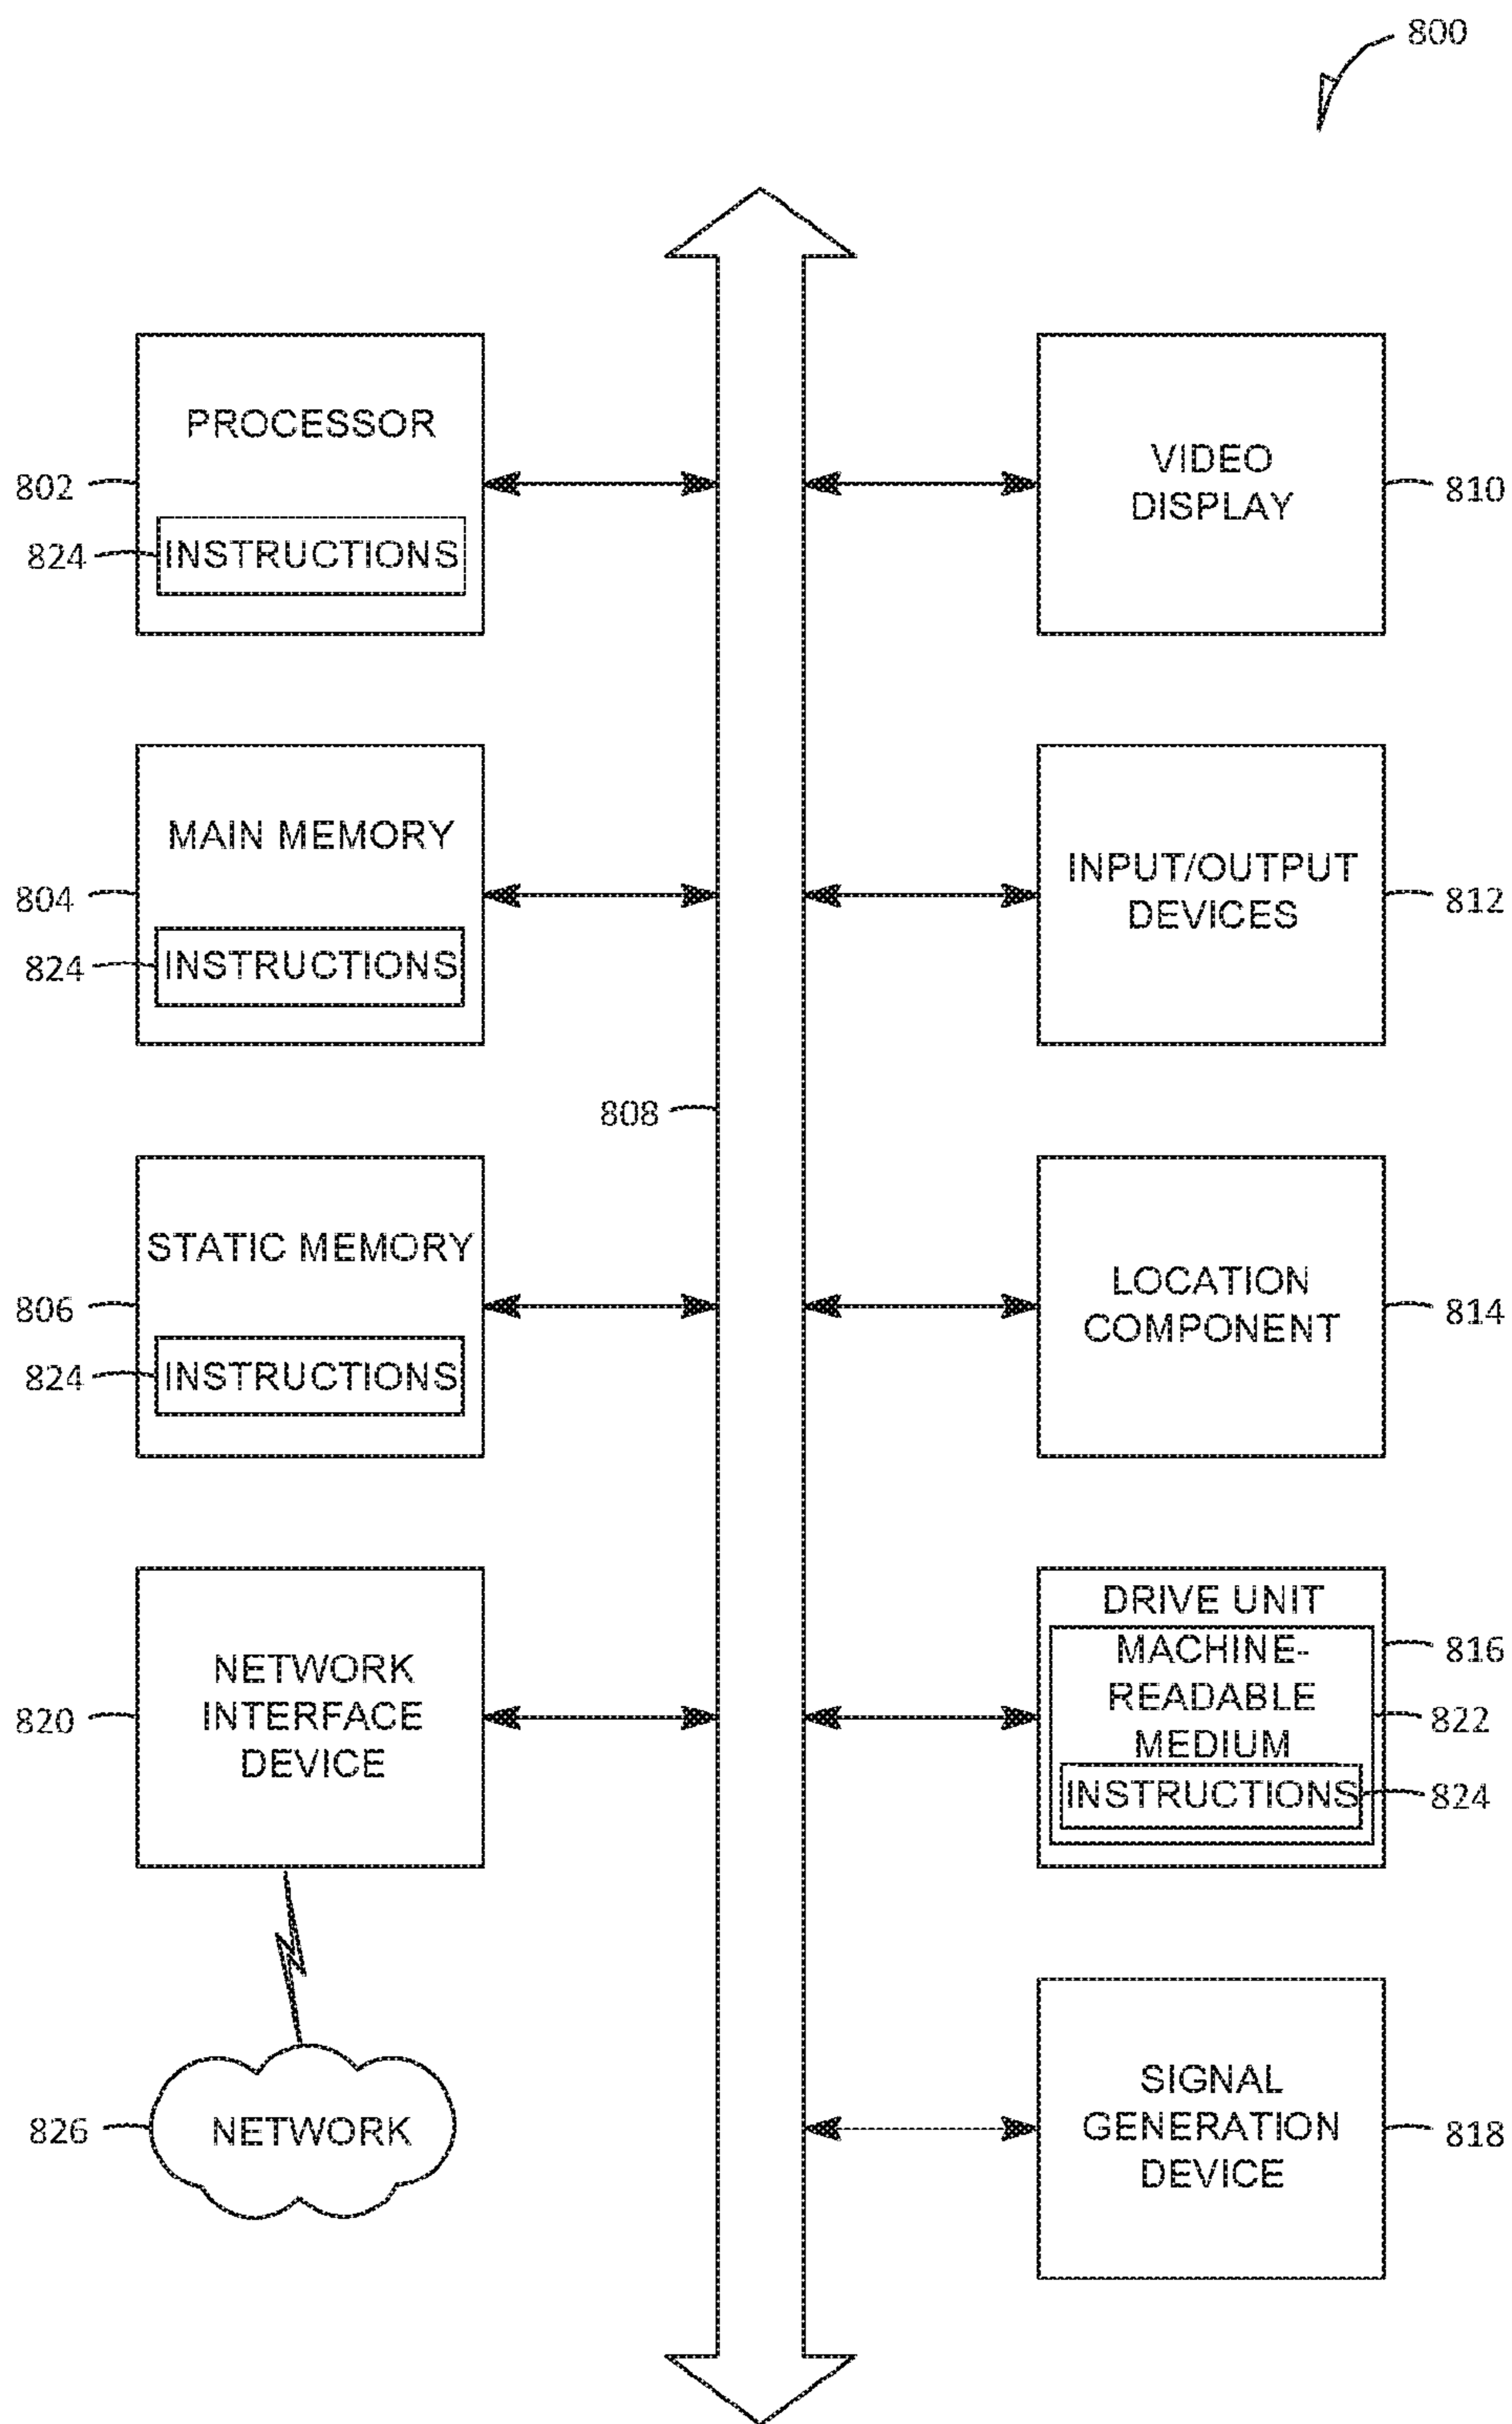 800
PROCESSOR
802
824
INSTRUCTIONS
VIDEO
DISPLAY
810
MAIN MEMORY
804
824
INSTRUCTIONS
INPUT/OUTPUT
DEVICES
812
808
STATIC MEMORY
806
824
INSTRUCTIONS
LOCATION
COMPONENT
814
NETWORK
INTERFACE
DEVICE
820
DRIVE UNIT
816
MACHINE-
READABLE
MEDIUM
822
INSTRUCTIONS
824
826
NETWORK
SIGNAL
GENERATION
DEVICE
818